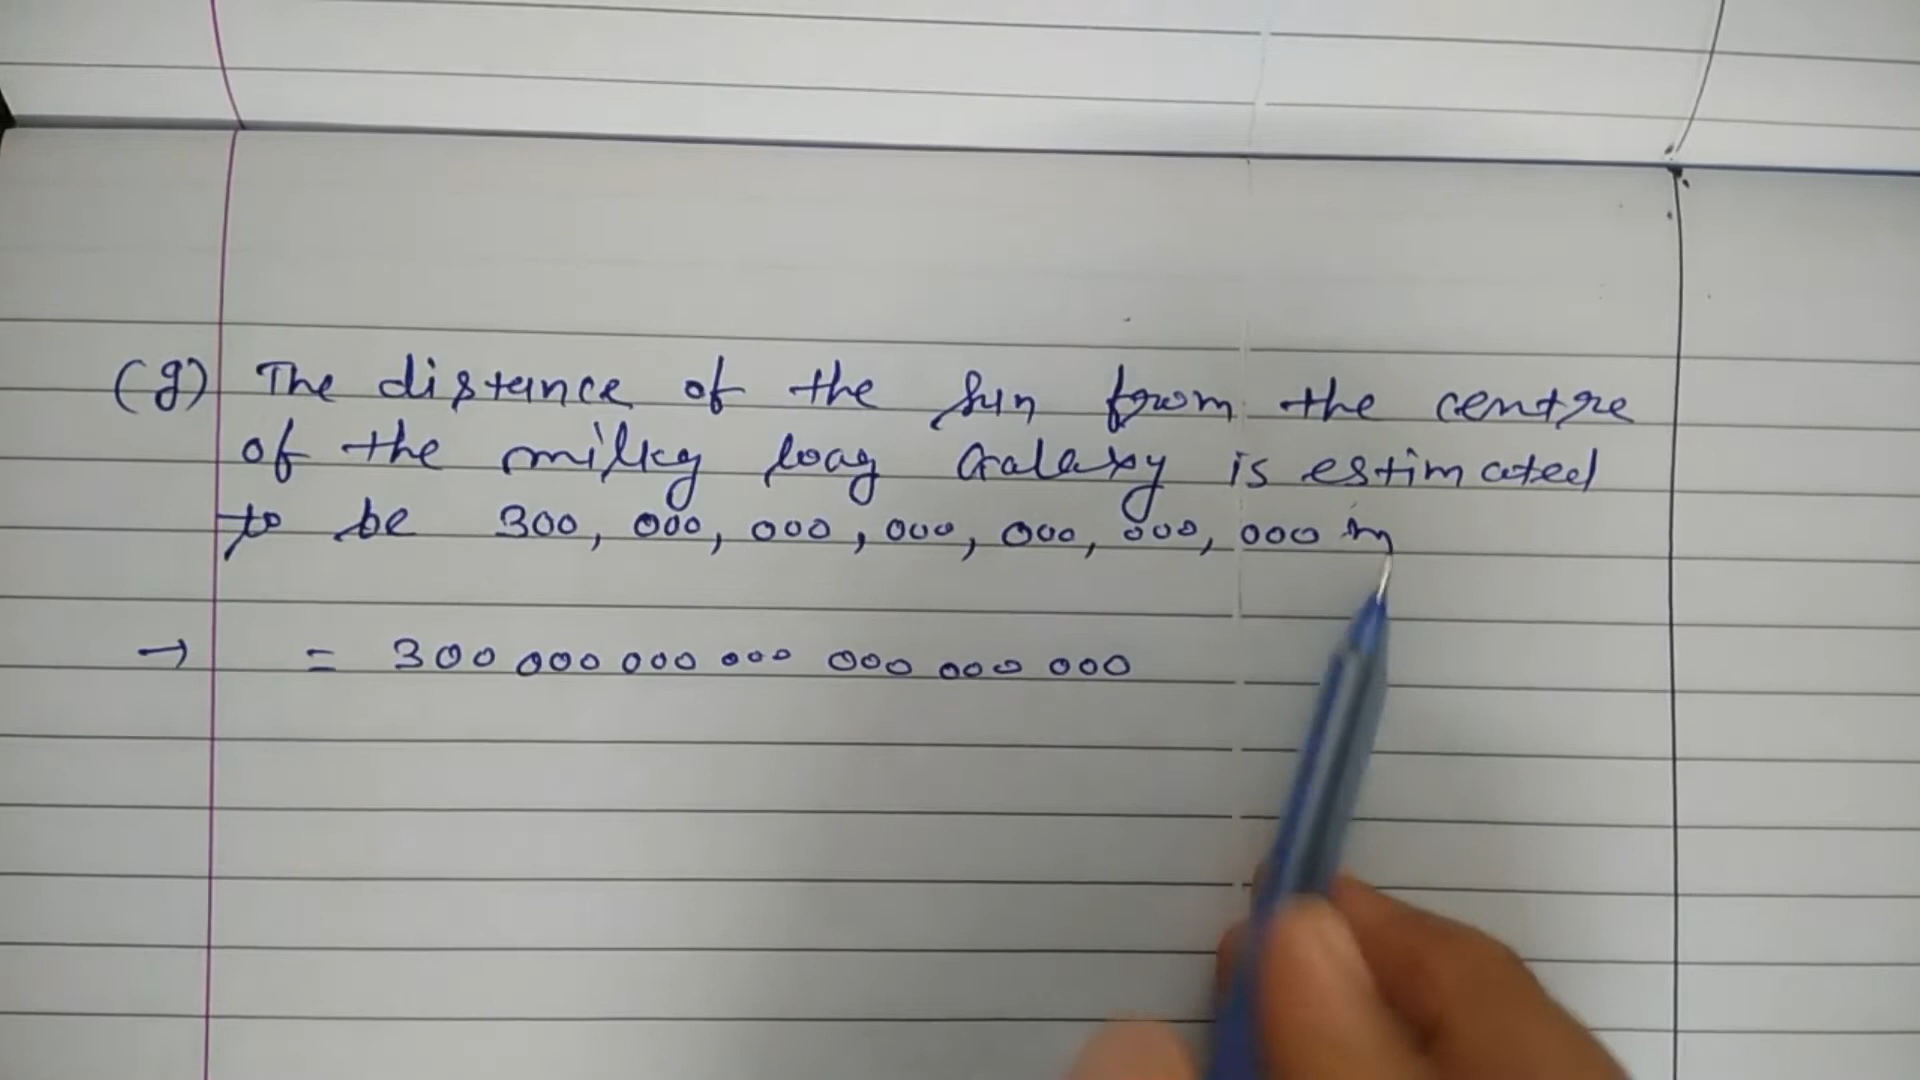 (g) The distance of the Sun from the centre
of the milky way Galaxy is estimated
to be 300, 000, 000, 000, 000, 000, 000 m
→ = 300 000 000 000 000 000 000